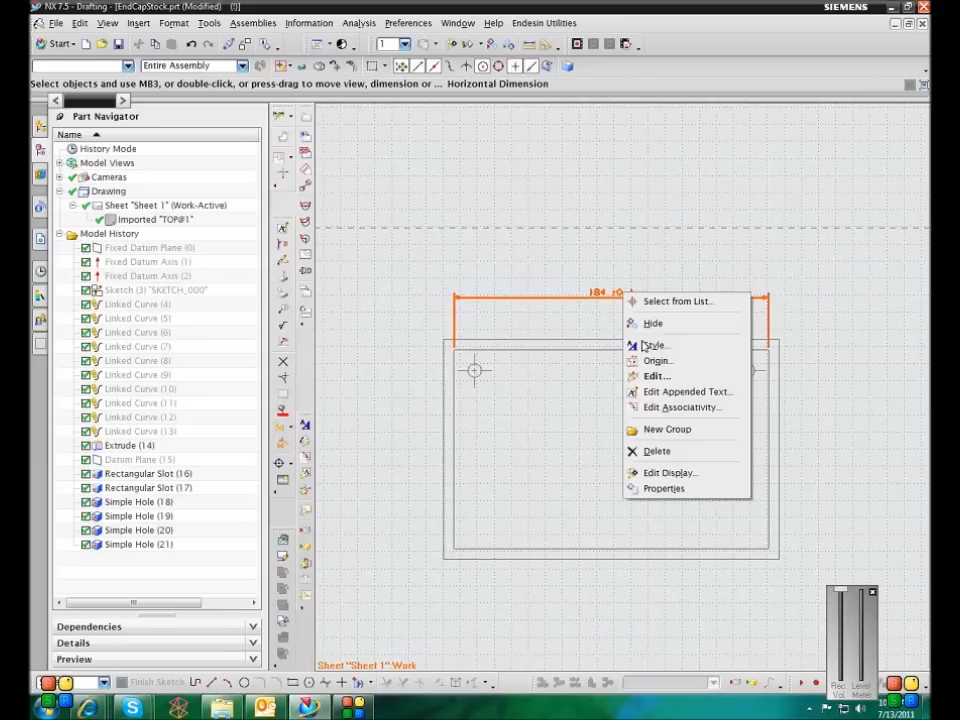 NX 7.5 - Drafting - [EndCapStock.prt (Modified) (!)]
SIEMENS
File Edit View Insert Format Tools Assemblies Information Analysis Preferences Window Help Endesin Utilities
Start
1
Entire Assembly
Select objects and use MB3, or double-click, or press-drag to move view, dimension or ... Horizontal Dimension
Part Navigator
Name
History Mode
Model Views
Cameras
Drawing
Sheet "Sheet 1" (Work-Active)
Imported "TOP@1"
Model History
Fixed Datum Plane (0)
Fixed Datum Axis (1)
Fixed Datum Axis (2)
Sketch (3) "SKETCH_000"
Linked Curve (4)
Linked Curve (5)
Linked Curve (6)
Linked Curve (7)
Linked Curve (8)
Linked Curve (9)
Linked Curve (10)
Linked Curve (11)
Linked Curve (12)
Linked Curve (13)
Extrude (14)
Datum Plane (15)
Rectangular Slot (16)
Rectangular Slot (17)
Simple Hole (18)
Simple Hole (19)
Simple Hole (20)
Simple Hole (21)
Dependencies
Details
Preview
Select from List...
Hide
Style...
Origin...
Edit...
Edit Appended Text...
Edit Associativity...
New Group
Delete
Edit Display...
Properties
Sheet "Sheet 1" Work
Finish Sketch
Rec. Vol.
Level Meter
7/13/2011